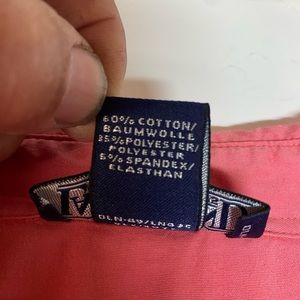 60% COTTON/
BAUMWOLLE
35% POLYESTER/
POLYESTER
5% SPANDEX/
ELASTHAN